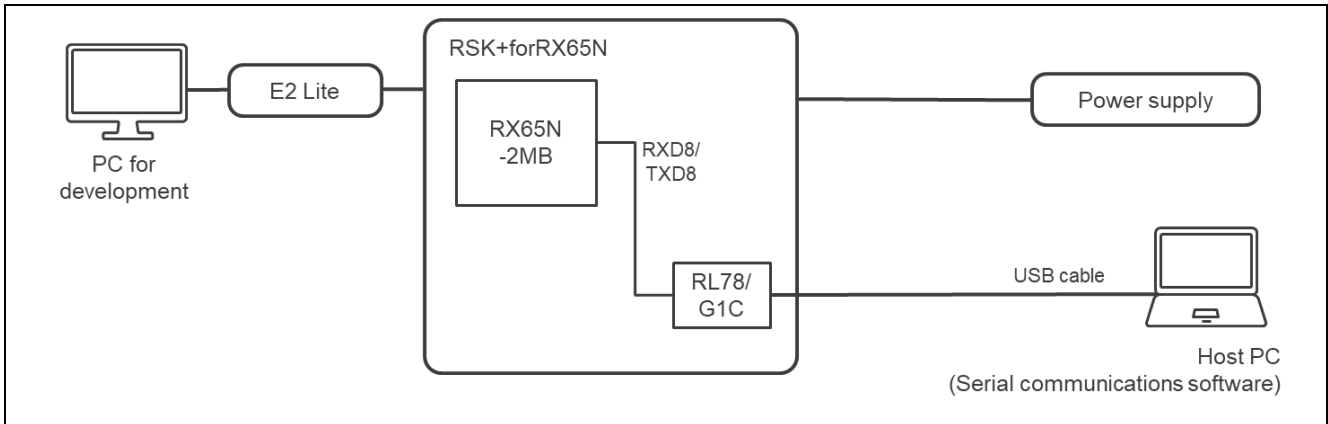 RSK+forRX65N
E2 Lite
RX65N
-2MB
Power supply
PC for
development
RXD8/
TXD8
RL78/
G1C
USB cable
Host PC
(Serial communications software)